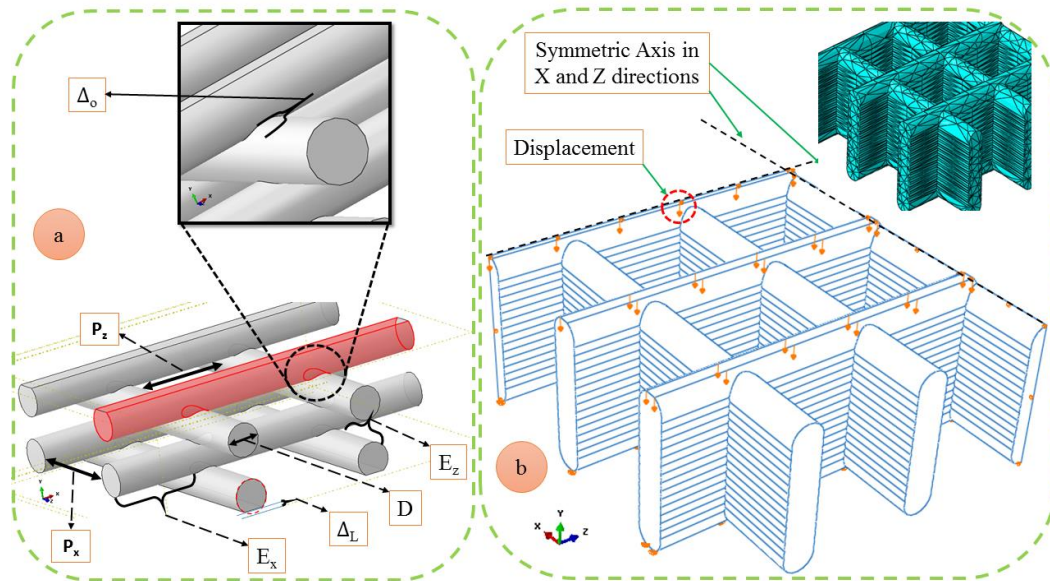 Δo
a
Pz
Px
Ex
ΔL
D
Ez
Symmetric Axis in
X and Z directions
Displacement
b
Y
X
Z